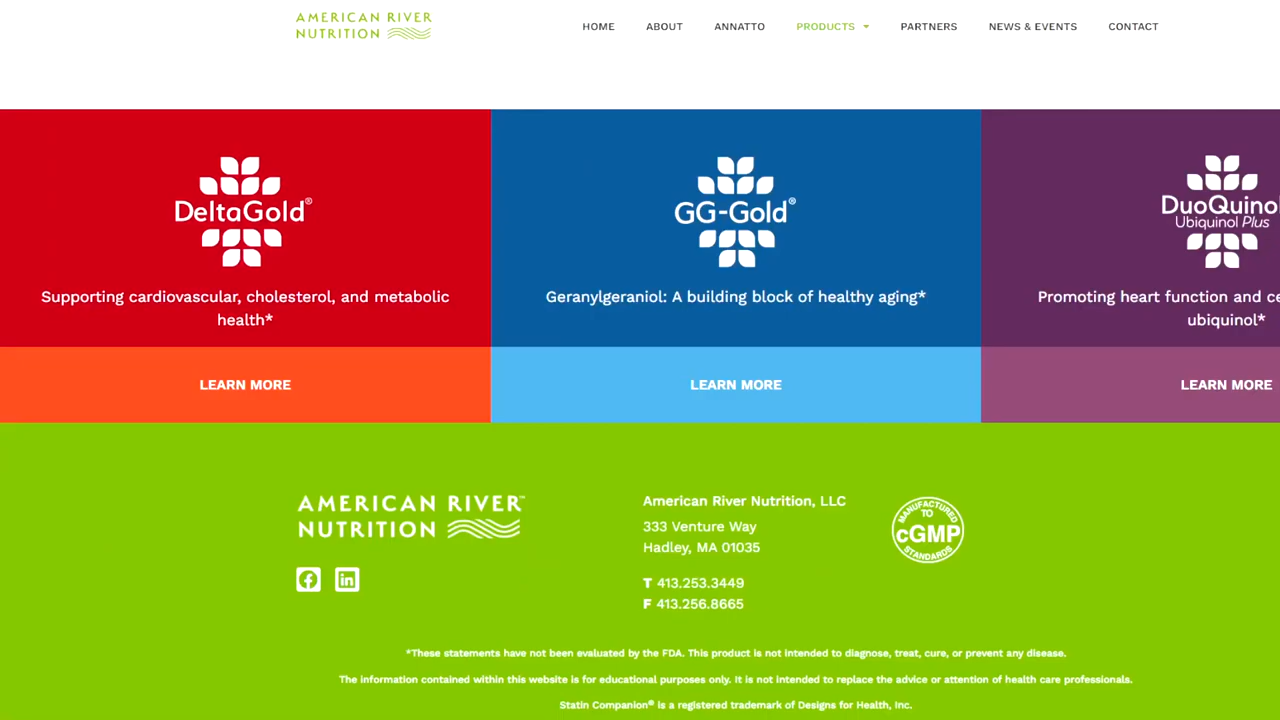 AMERICAN RIVER
NUTRITION
HOME ABOUT ANNATTO PRODUCTS PARTNERS NEWS & EVENTS CONTACT
DeltaGold®
Supporting cardiovascular, cholesterol, and metabolic
health*
LEARN MORE
GG-Gold®
Geranylgeraniol: A building block of healthy aging*
LEARN MORE
DuoQuinol
Ubiquinol Plus
Promoting heart function and ce
ubiquinol*
LEARN MORE
AMERICAN RIVER™
NUTRITION
American River Nutrition, LLC
333 Venture Way
Hadley, MA 01035
T 413.253.3449
F 413.256.8665
MANUFACTURED
TO
cGMP
STANDARDS
*These statements have not been evaluated by the FDA. This product is not intended to diagnose, treat, cure, or prevent any disease.
The information contained within this website is for educational purposes only. It is not intended to replace the advice or attention of health care professionals.
Statin Companion® is a registered trademark of Designs for Health, Inc.